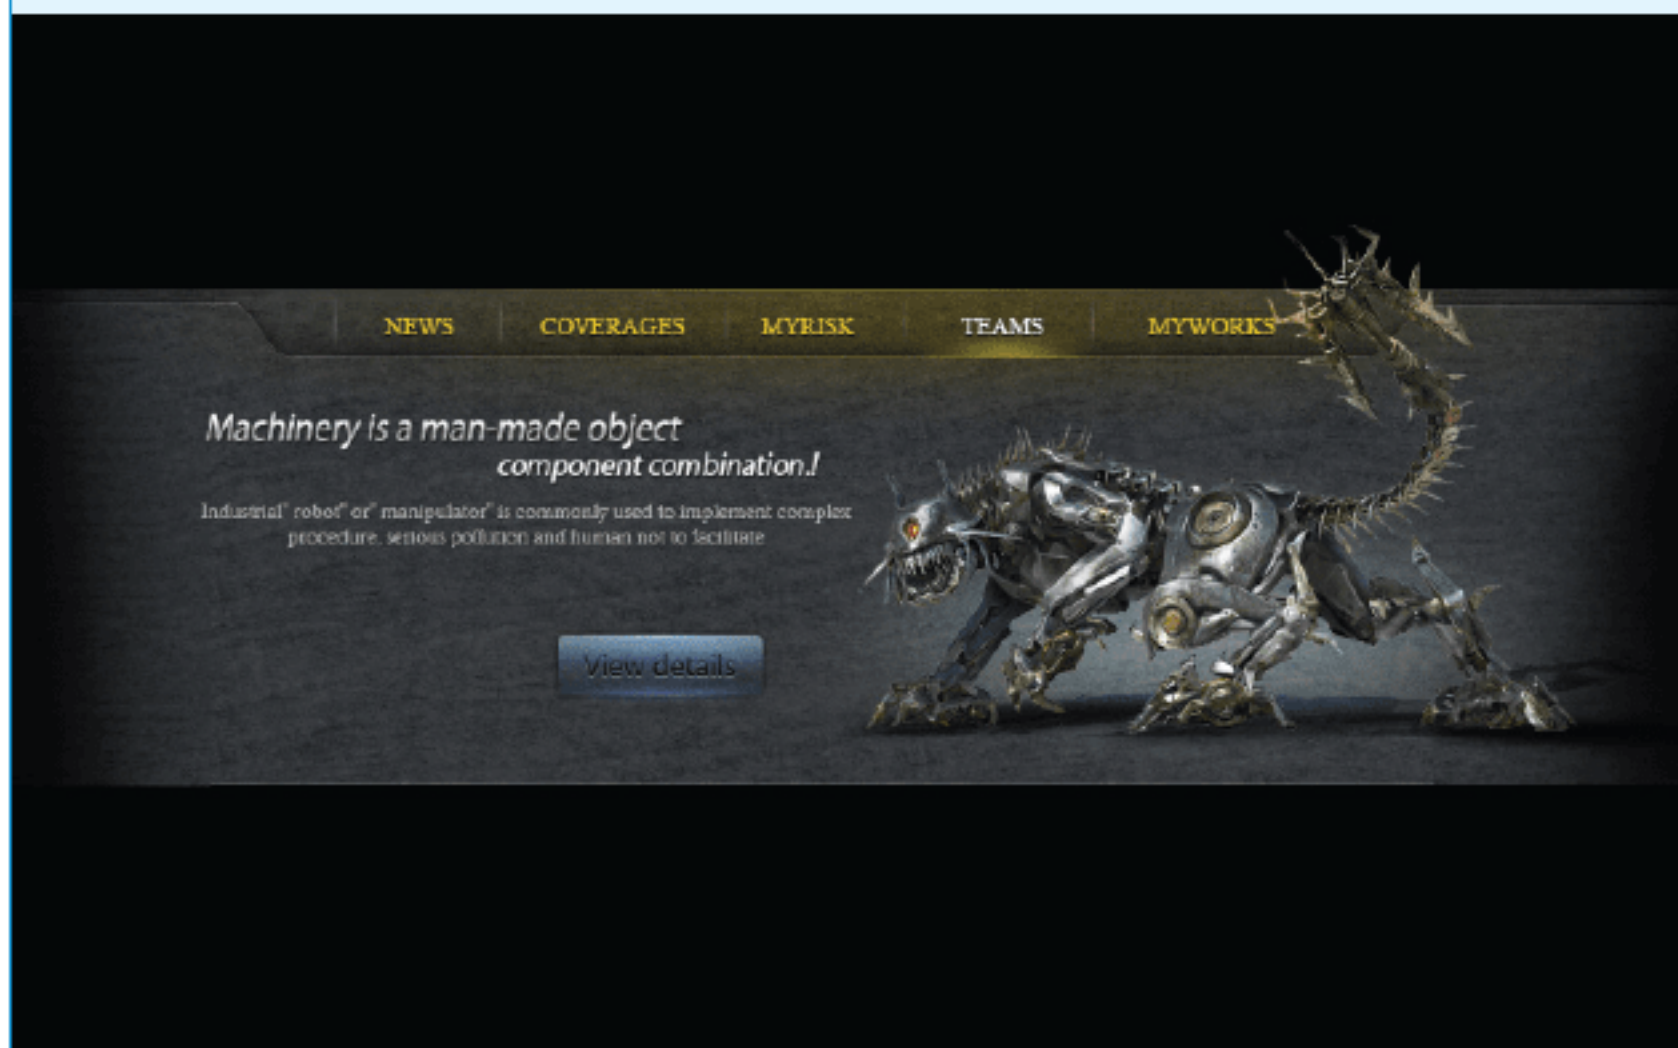 NEWS COVERAGES MYRISK TEAMS MYWORKS
Machinery is a man-made object
component combination.!
Industrial" robot" or" manipulator" is commonly used to implement complex
procedure, serious pollution and human not to facilitate
View details